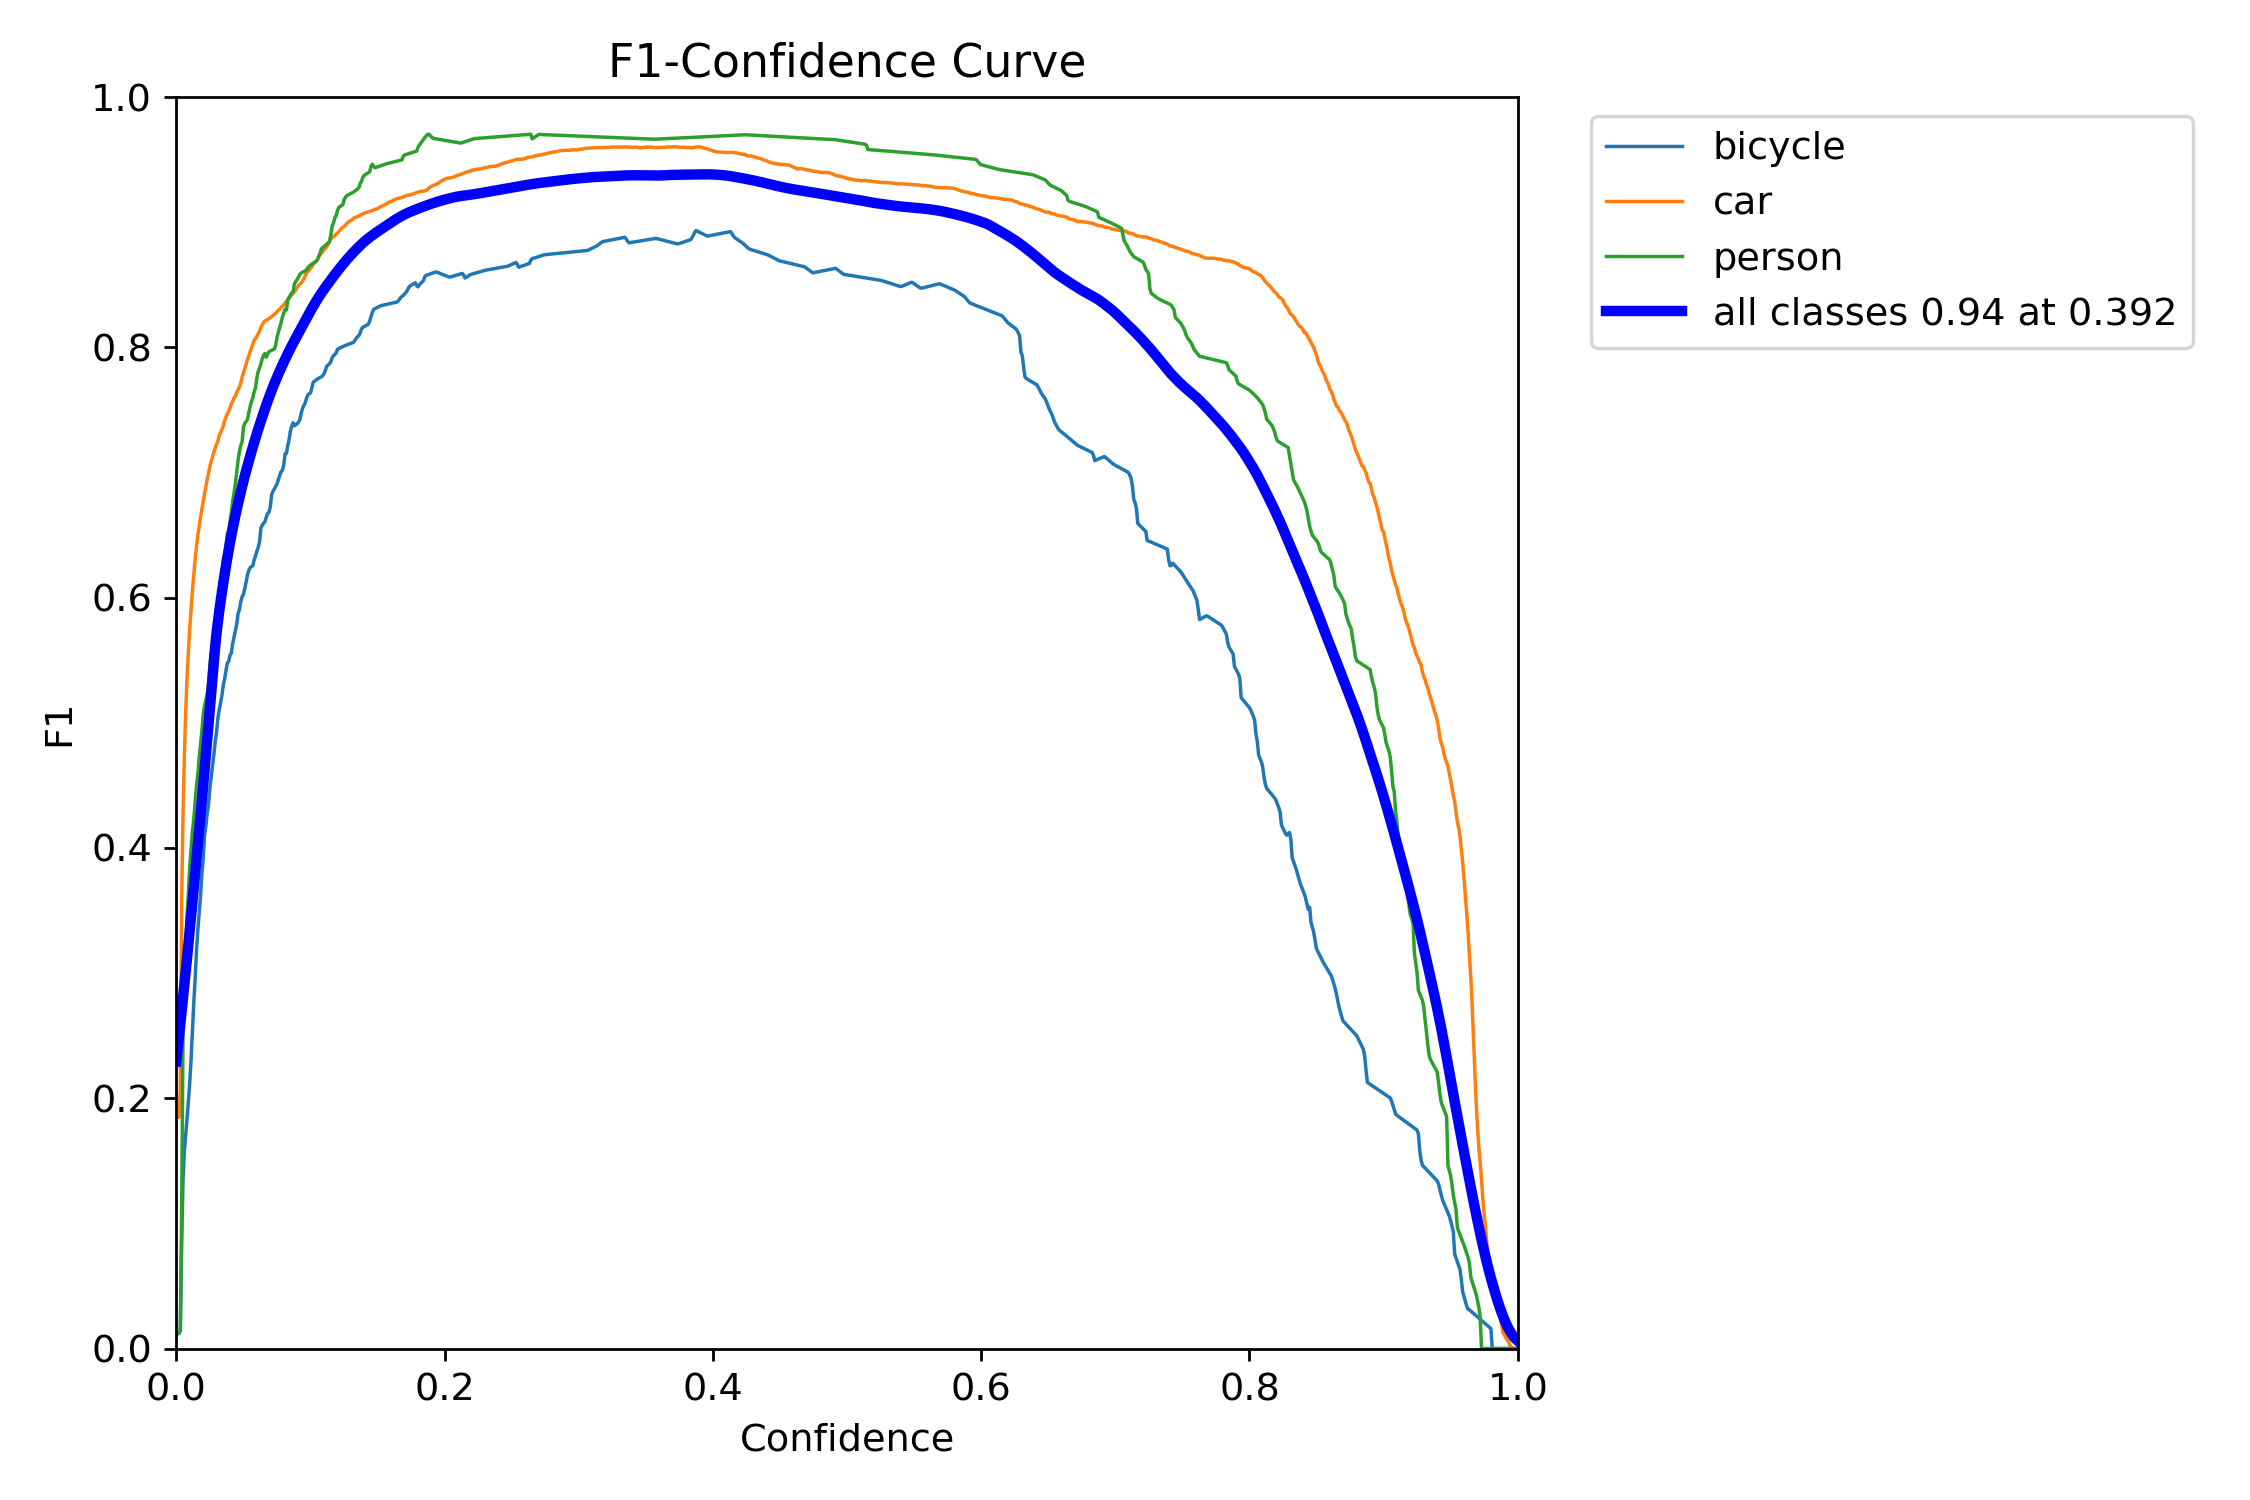 F1-Confidence Curve
bicycle
car
person
all classes 0.94 at 0.392
1.0
0.8
0.6
0.4
0.2
0.0
F1
0.0 0.2 0.4 0.6 0.8 1.0
Confidence